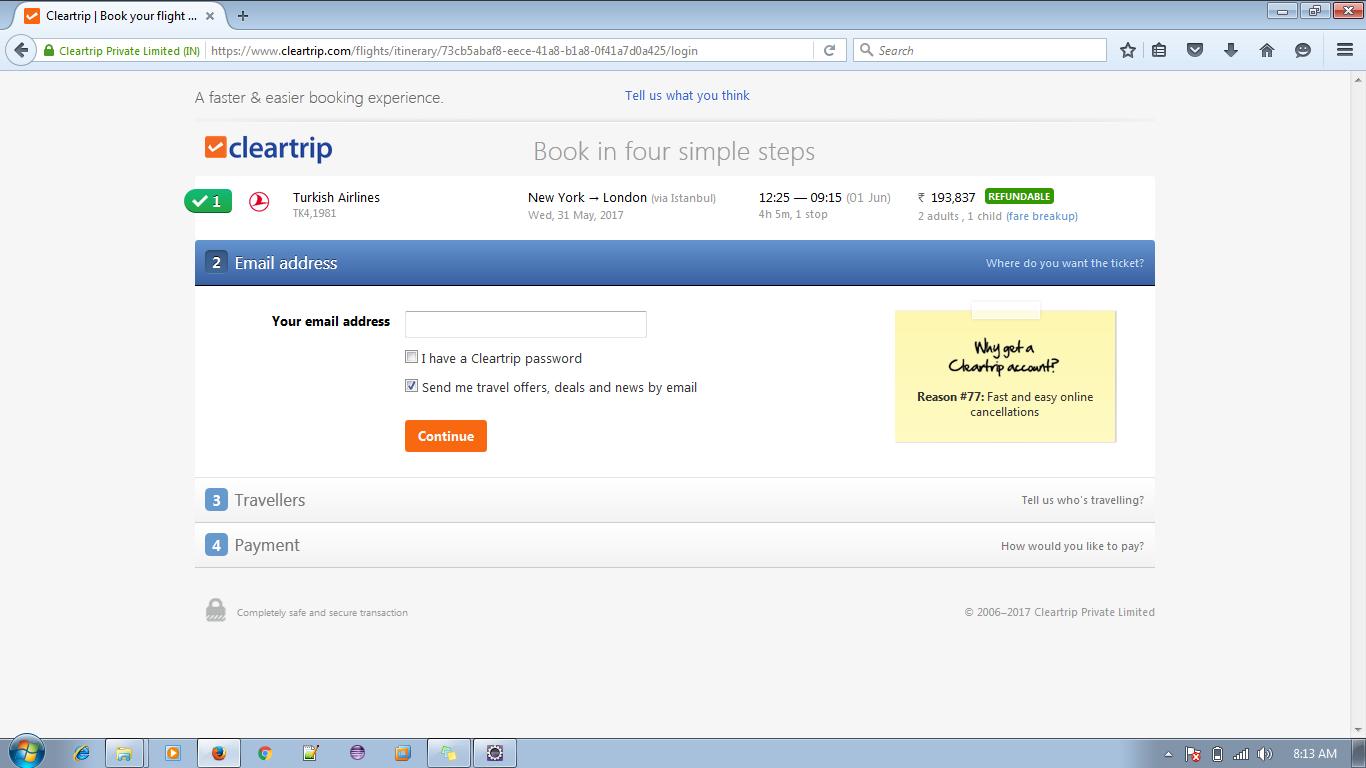 Cleartrip | Book your flight ...
Cleartrip Private Limited (IN)
https://www.cleartrip.com/flights/itinerary/73cb5abaf8-eece-41a8-b1a8-0f41a7d0a425/login
Search
A faster & easier booking experience.
Tell us what you think
cleartrip
Book in four simple steps
1
Turkish Airlines
New York → London (via Istanbul)
12:25 — 09:15 (01 Jun)
₹ 193,837 REFUNDABLE
TK4,1981
Wed, 31 May, 2017
4h 5m, 1 stop
2 adults , 1 child (fare breakup)
2 Email address
Where do you want the ticket?
Your email address
I have a Cleartrip password
Send me travel offers, deals and news by email
Continue
Why get a
Cleartrip account?
Reason #77: Fast and easy online
cancellations
3 Travellers
Tell us who's travelling?
4 Payment
How would you like to pay?
Completely safe and secure transaction
© 2006–2017 Cleartrip Private Limited
8:13 AM